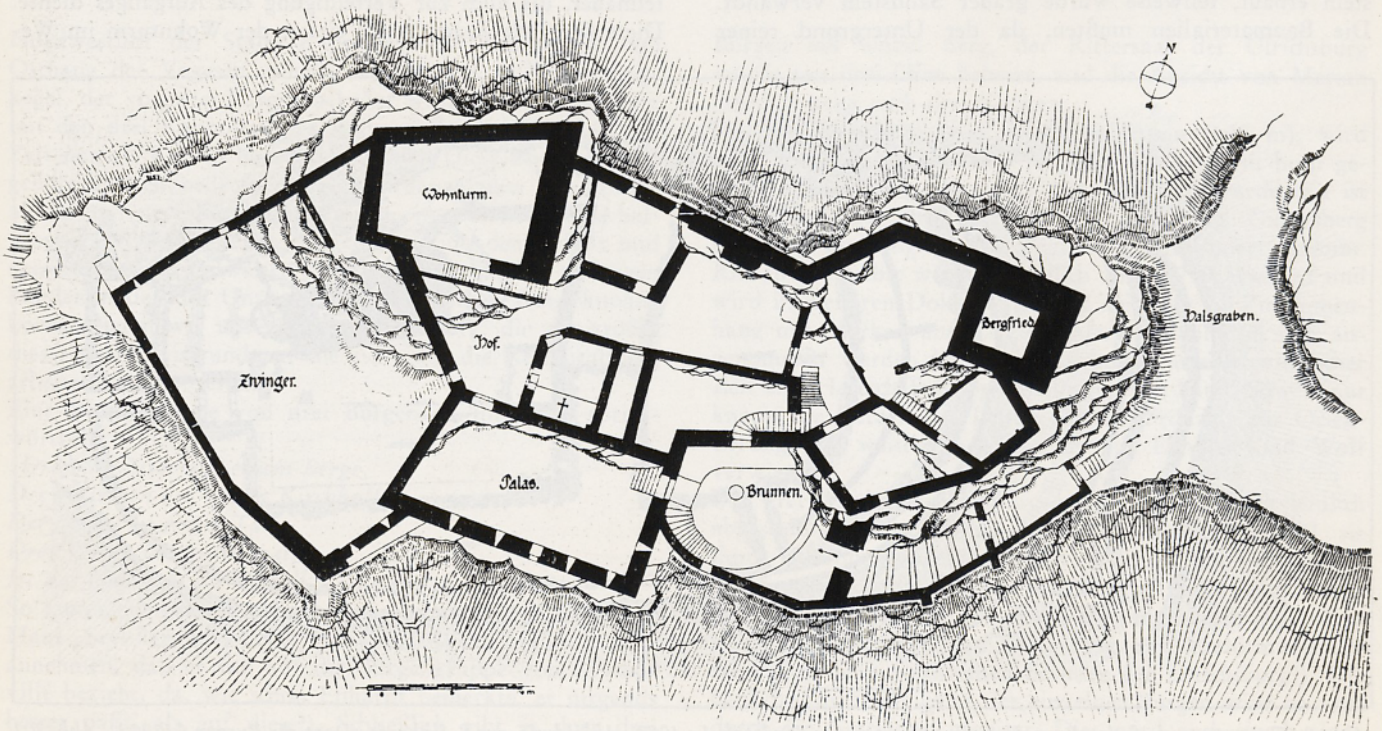 N
Wohnturm.
Bergfried
Halsgraben.
Hof.
Zwinger.
Palas.
Brunnen.
m